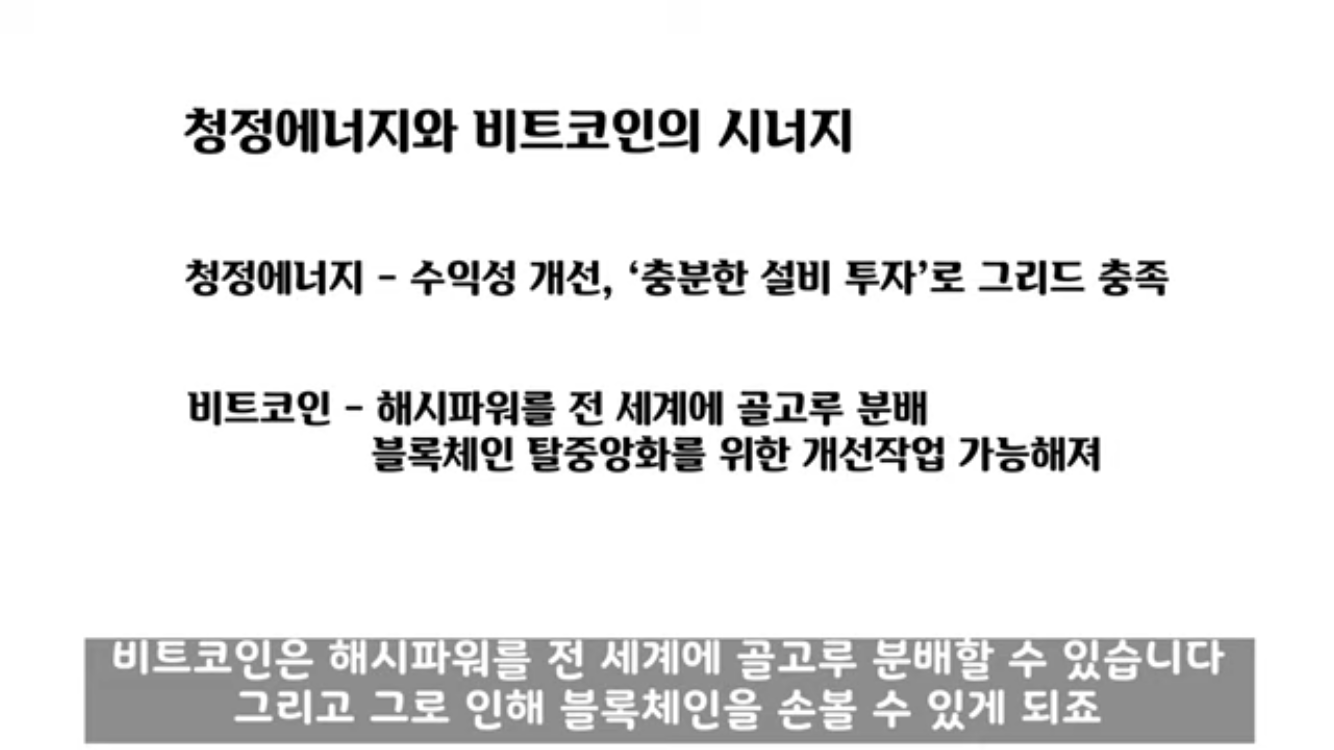 청정에너지와 비트코인의 시너지
청정에너지 - 수익성 개선, ‘충분한 설비 투자’로 그리드 충족
비트코인 - 해시파워를 전 세계에 골고루 분배
블록체인 탈중앙화를 위한 개선작업 가능해져
비트코인은 해시파워를 전 세계에 골고루 분배할 수 있습니다
그리고 그로 인해 블록체인을 손볼 수 있게 되죠